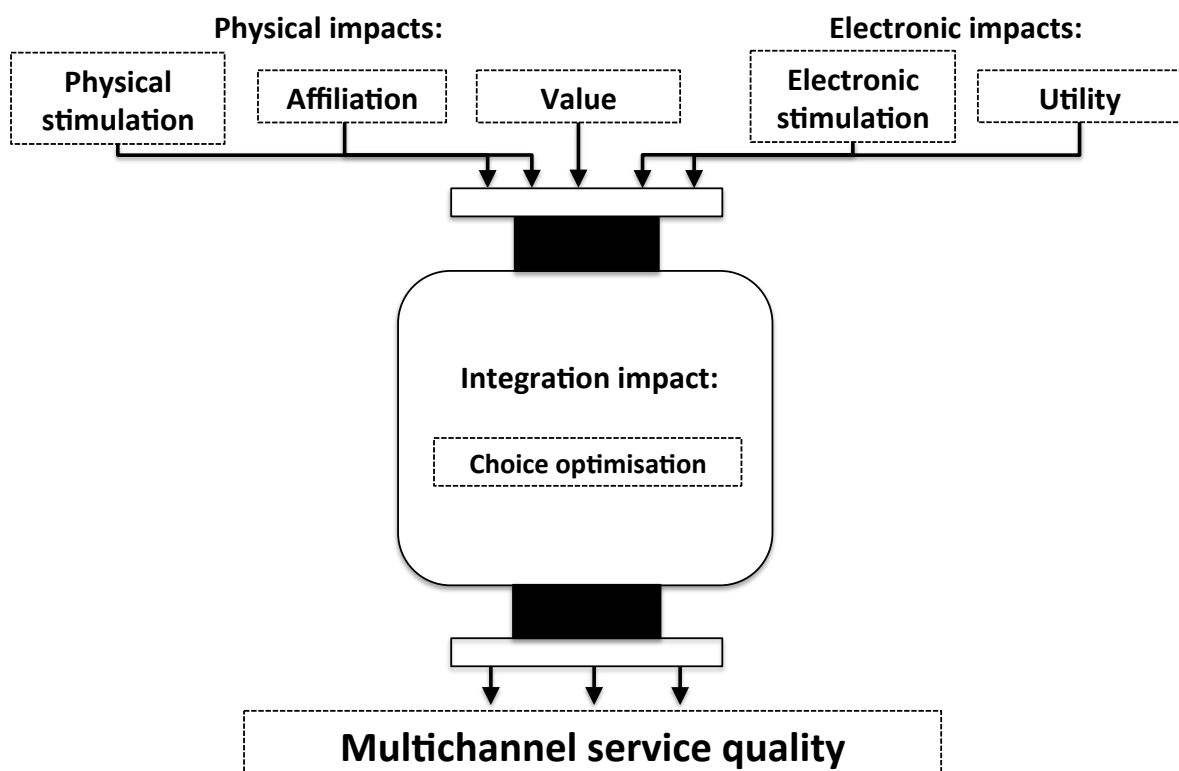 Physical impacts:
Electronic impacts:
Physical
stimulation
Affiliation
Value
Electronic
stimulation
Utility
Integration impact:
Choice optimisation
Multichannel service quality